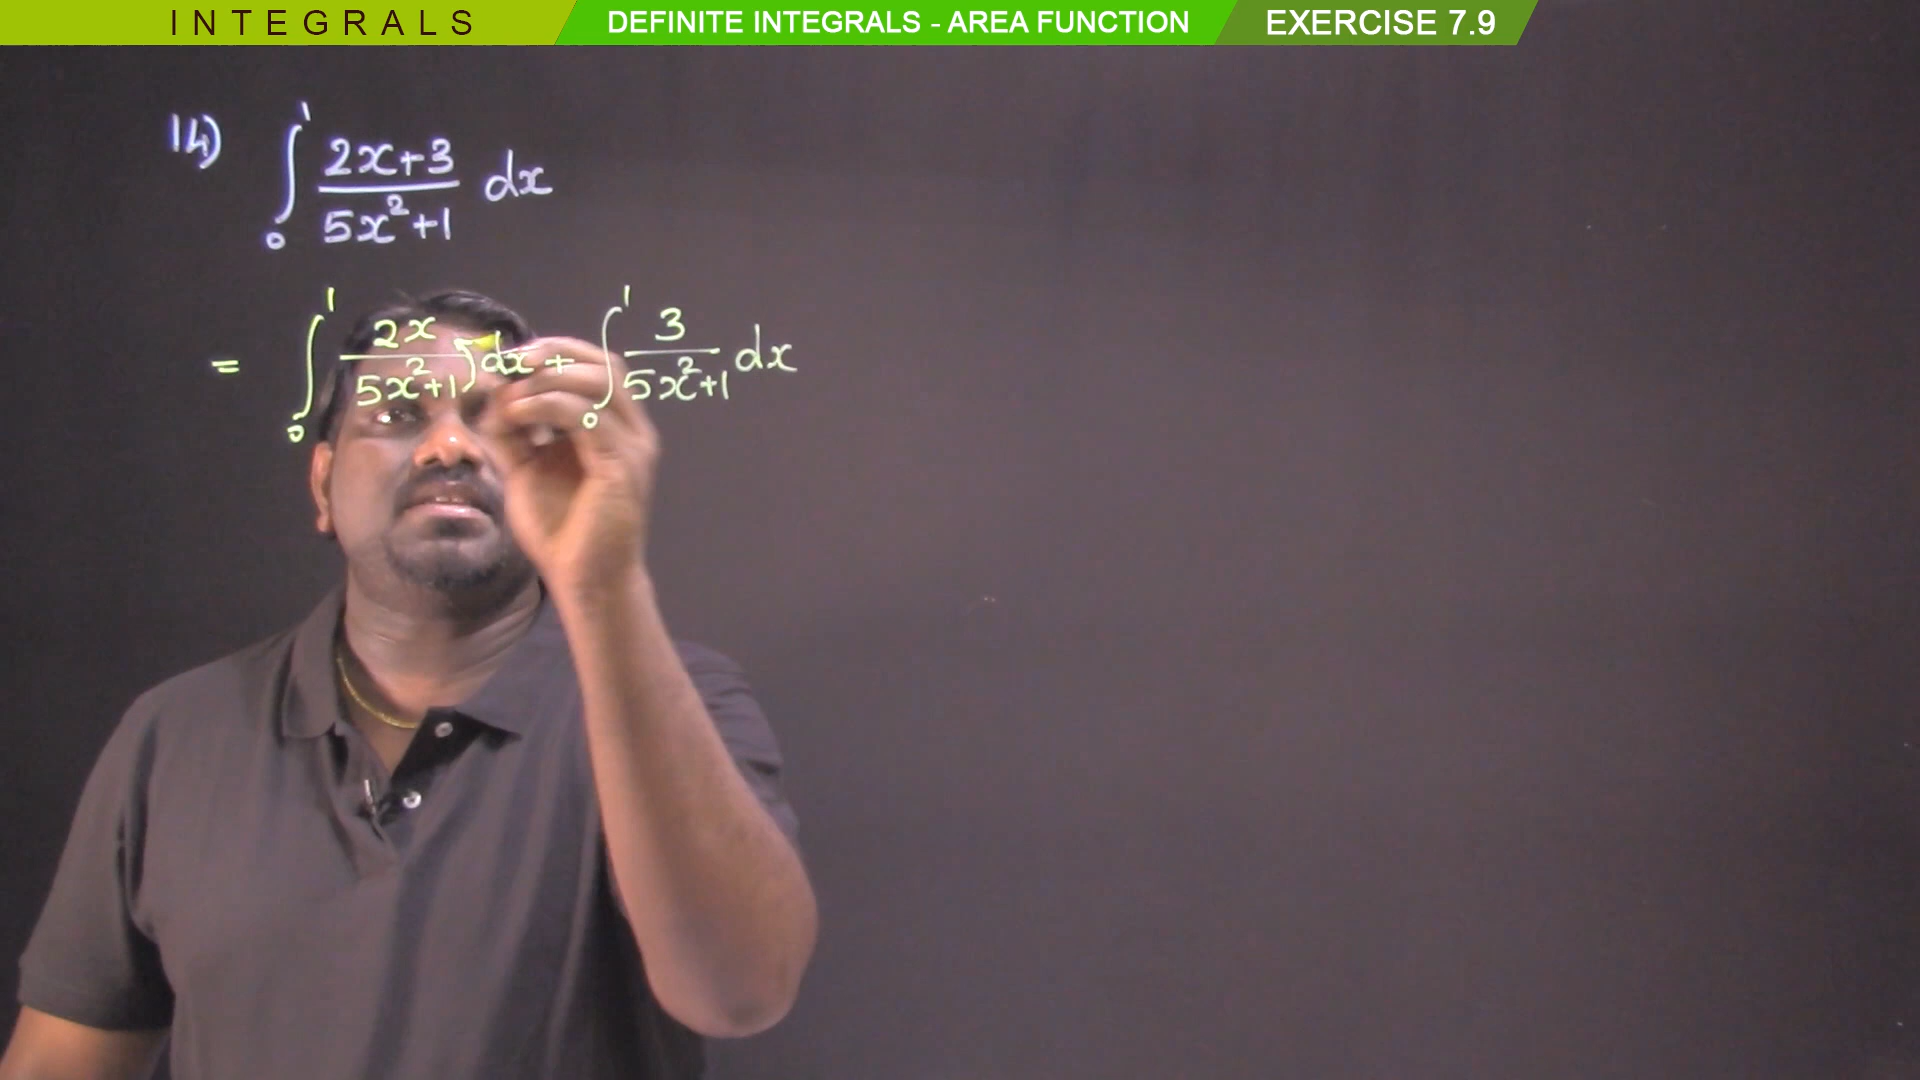 INTEGRALS DEFINITE INTEGRALS - AREA FUNCTION EXERCISE 7.9
14) ∫₀¹ (2x+3)/(5x²+1) dx
= ∫₀¹ 2x/(5x²+1) dx + ∫₀¹ 3/(5x²+1) dx